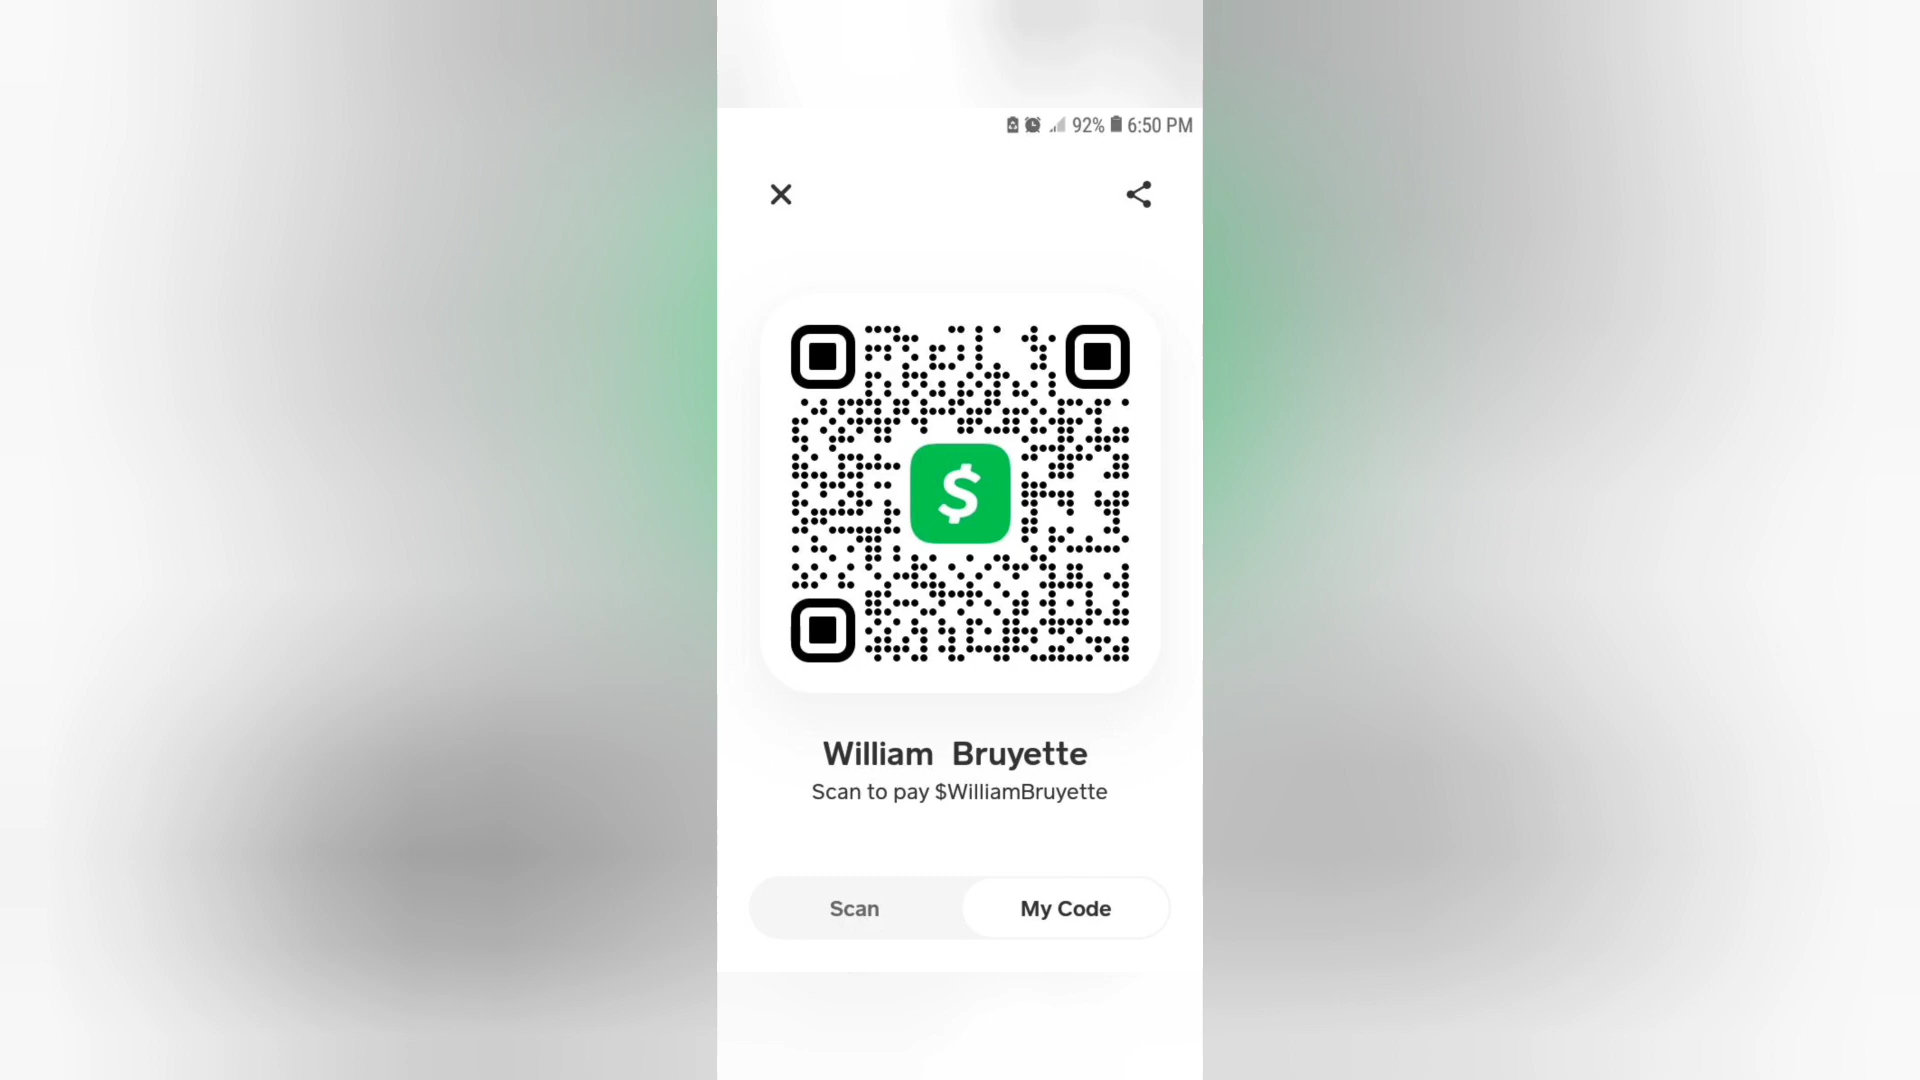 92% 6:50 PM
$
William Bruyette
Scan to pay $WilliamBruyette
Scan My Code